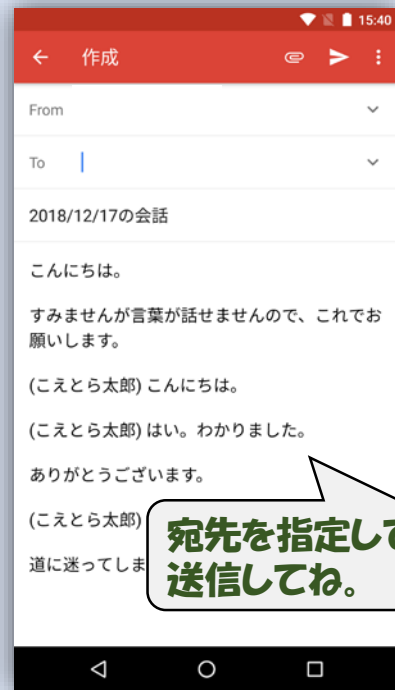 15:40
作成
From
To
2018/12/17の会話
こんにちは。
すみませんが言葉が話せませんので、これでお
願いします。
(こえとら太郎) こんにちは。
(こえとら太郎) はい。わかりました。
ありがとうございます。
(こえとら太郎)
道に迷ってしま
宛先を指定して
送信してね。